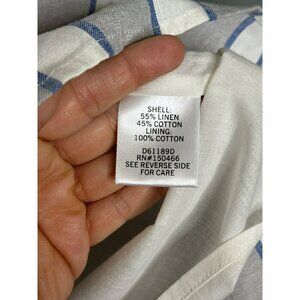 SHELL:
55% LINEN
45% COTTON
LINING:
100% COTTON
D61189D
RN#150466
SEE REVERSE SIDE
FOR CARE